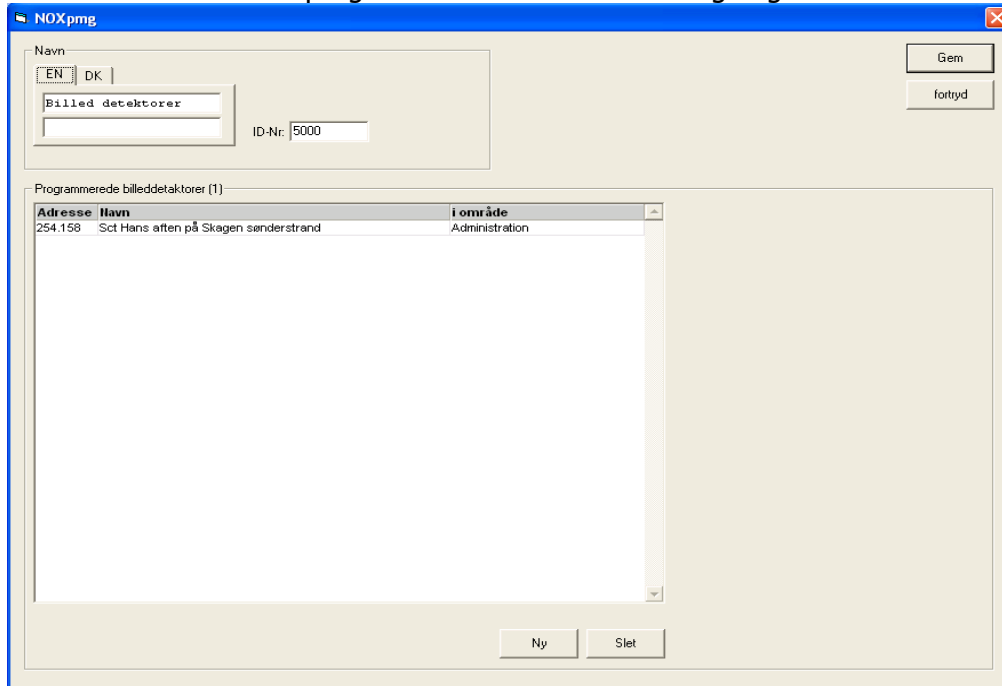 NOXpmg
Navn
EN DK
Billed detektorer
ID-Nr: 5000
Gem
fortryd
Programmerede billeddetaktorer (1)
Adresse Navn i område
254.158 Sct Hans aften på Skagen sønderstrand Administration
Ny Slet